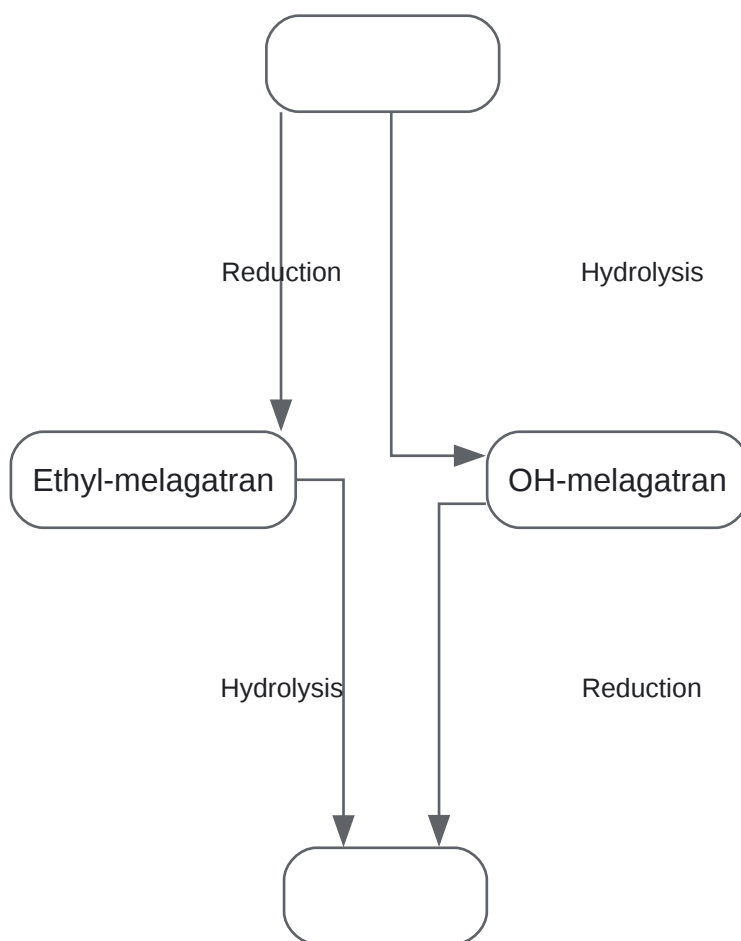 Reduction
Hydrolysis
Ethyl-melagatran
OH-melagatran
Hydrolysis
Reduction